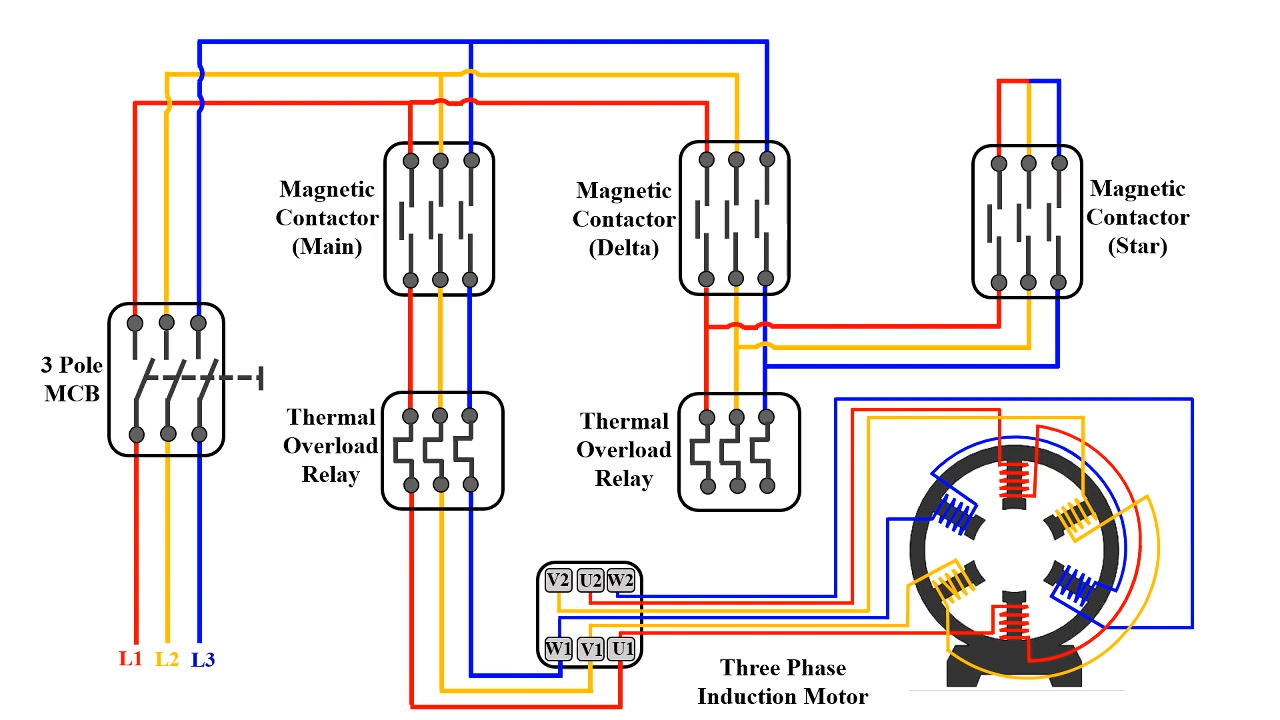 Magnetic
Contactor
(Main)
Magnetic
Contactor
(Delta)
Magnetic
Contactor
(Star)
3 Pole
MCB
Thermal
Overload
Relay
Thermal
Overload
Relay
V2 U2 W2
W1 V1 U1
L1 L2 L3
Three Phase
Induction Motor